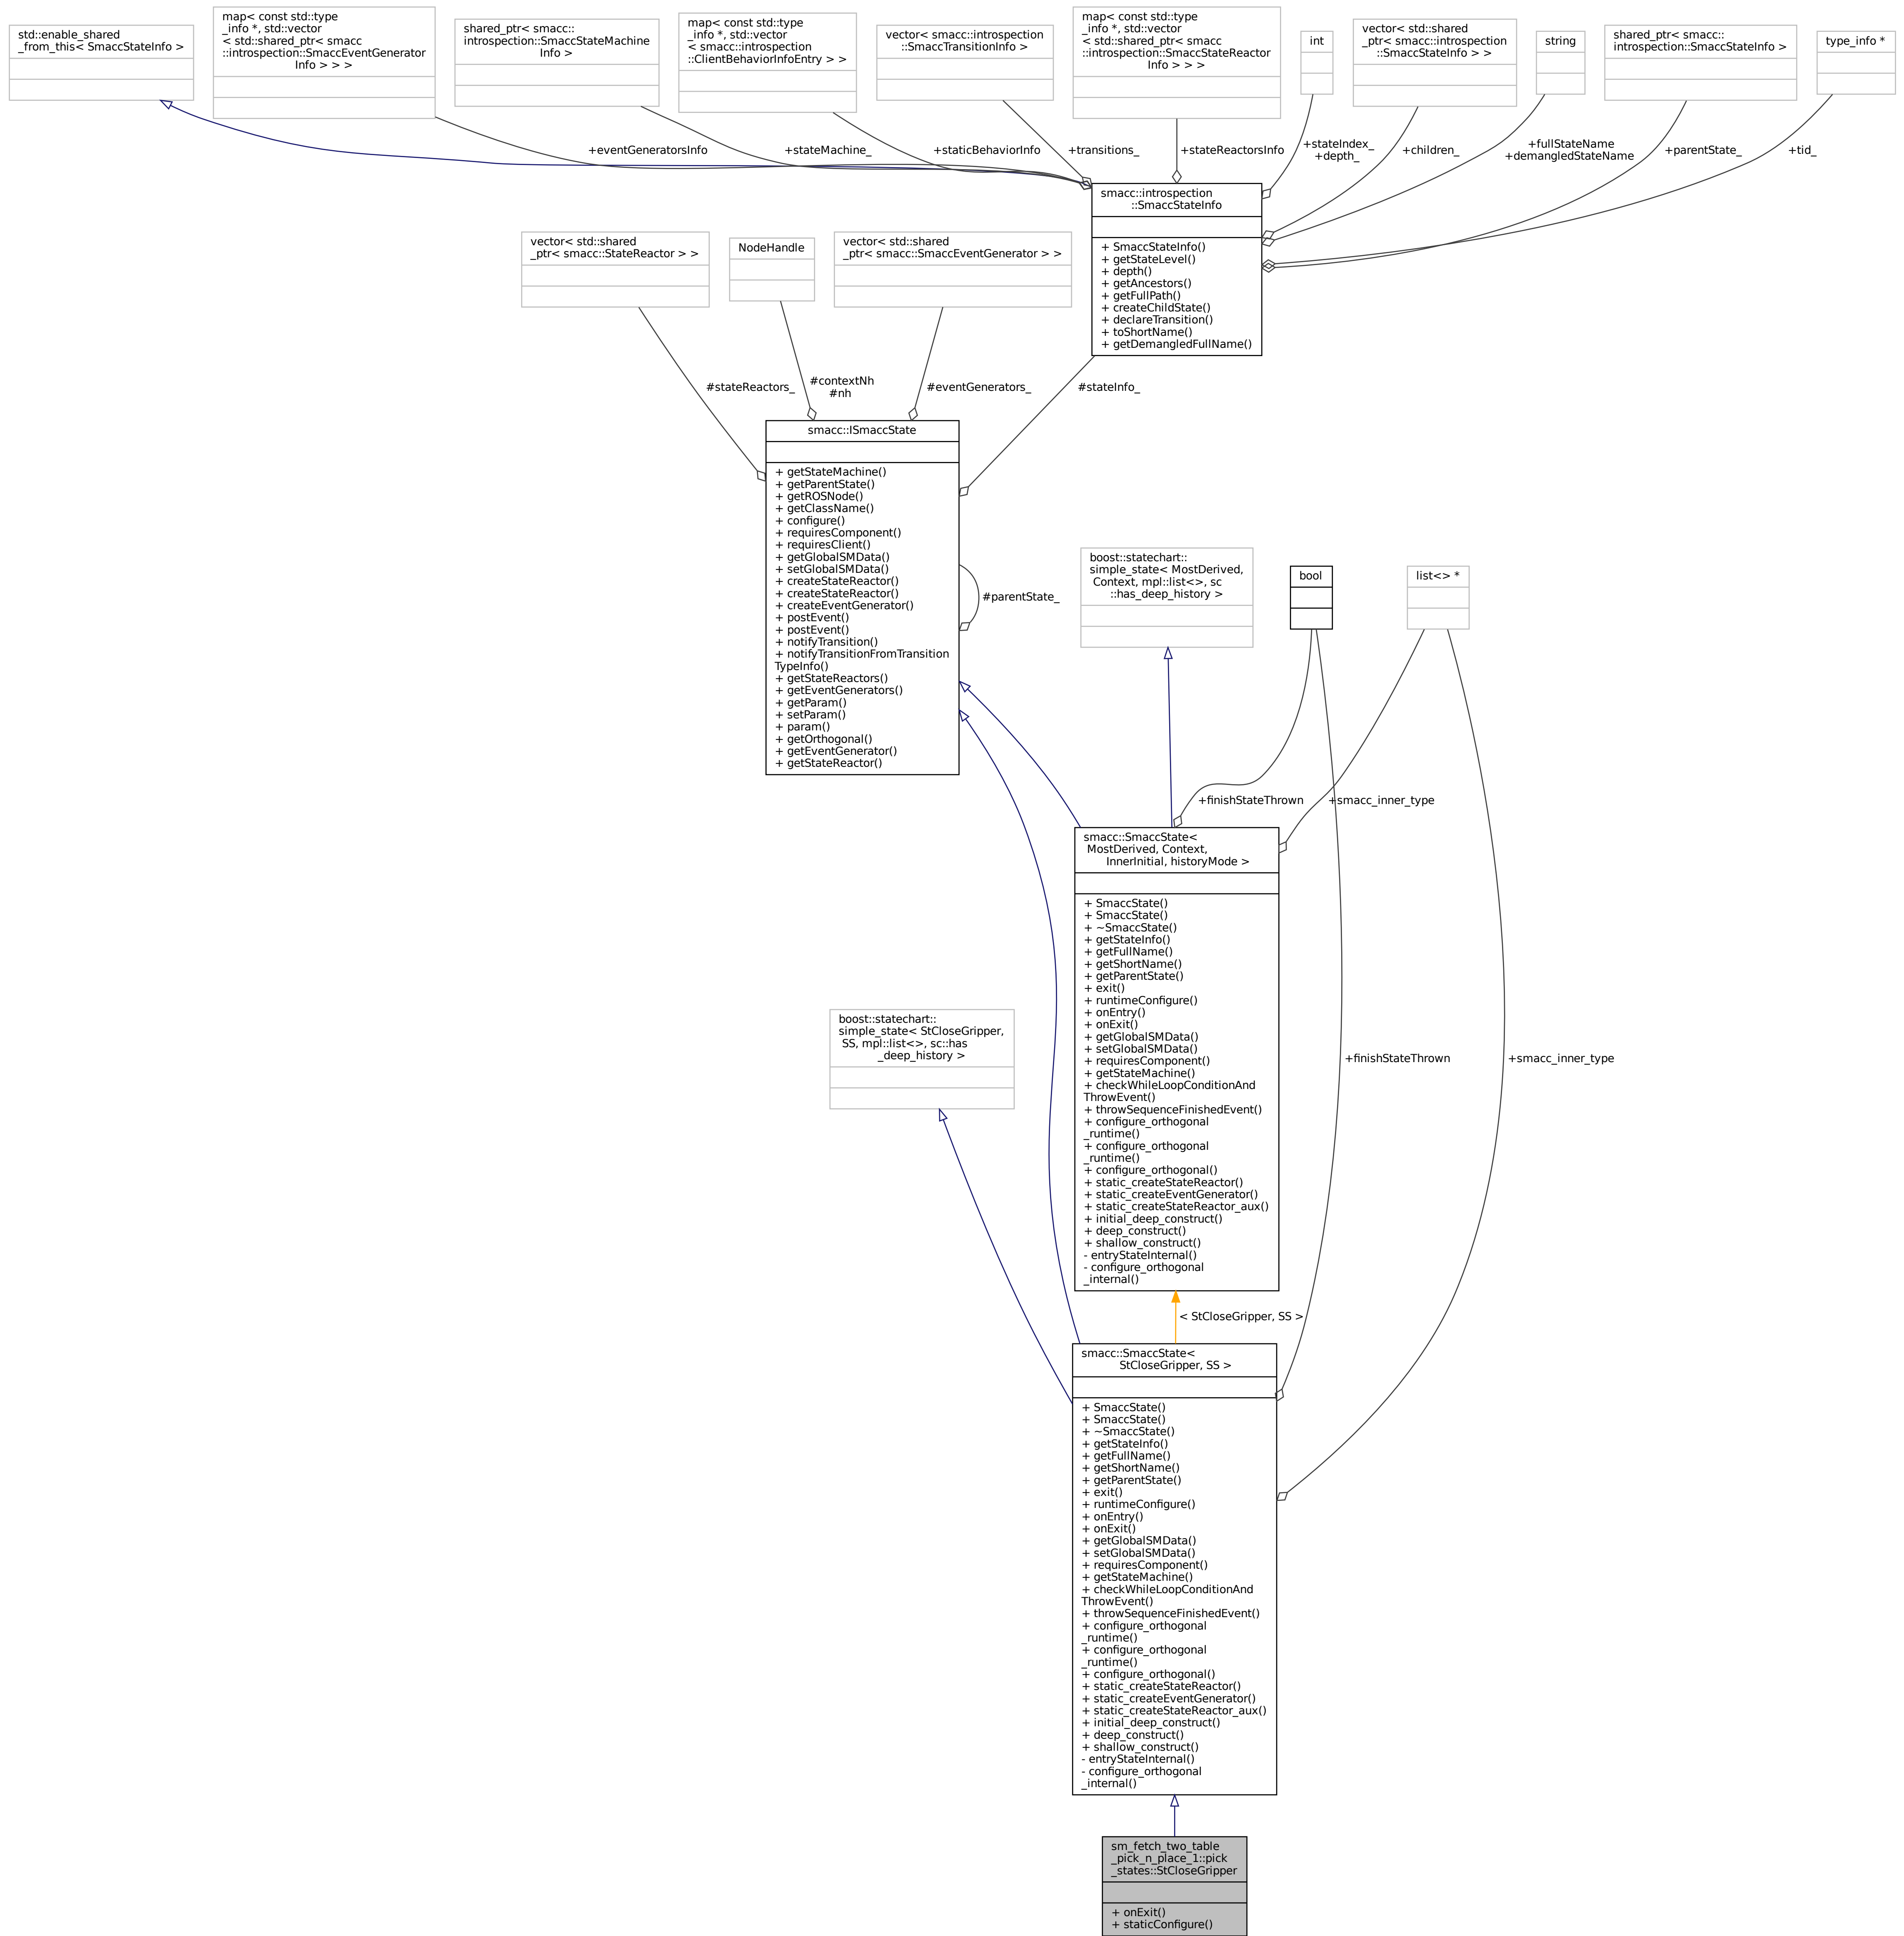 std::enable_shared
_from_this< SmaccStateInfo >
map< const std::type
_info *, std::vector
< std::shared_ptr< smacc
::introspection::SmaccEventGenerator
Info > > >
shared_ptr< smacc::
introspection::SmaccStateMachine
Info >
map< const std::type
_info *, std::vector
< smacc::introspection
::ClientBehaviorInfoEntry > >
vector< smacc::introspection
::SmaccTransitionInfo >
map< const std::type
_info *, std::vector
< std::shared_ptr< smacc
::introspection::SmaccStateReactor
Info > > >
int
vector< std::shared
_ptr< smacc::introspection
::SmaccStateInfo > >
string
shared_ptr< smacc::
introspection::SmaccStateInfo >
type_info *
+eventGeneratorsInfo
+stateMachine_
+staticBehaviorInfo
+transitions_
+stateReactorsInfo
+stateIndex_
+depth_
+children_
+fullStateName
+demangledStateName
+parentState_
+tid_
smacc::introspection
::SmaccStateInfo
+ SmaccStateInfo()
+ getStateLevel()
+ depth()
+ getAncestors()
+ getFullPath()
+ createChildState()
+ declareTransition()
+ toShortName()
+ getDemangledFullName()
vector< std::shared
_ptr< smacc::StateReactor > >
NodeHandle
vector< std::shared
_ptr< smacc::SmaccEventGenerator > >
#stateReactors_
#contextNh
#nh
#eventGenerators_
#stateInfo_
smacc::ISmaccState
+ getStateMachine()
+ getParentState()
+ getROSNode()
+ getClassName()
+ configure()
+ requiresComponent()
+ requiresClient()
+ getGlobalSMData()
+ setGlobalSMData()
+ createStateReactor()
+ createStateReactor()
+ createEventGenerator()
+ postEvent()
+ postEvent()
+ notifyTransition()
+ notifyTransitionFromTransition
TypeInfo()
+ getStateReactors()
+ getEventGenerators()
+ getParam()
+ setParam()
+ param()
+ getOrthogonal()
+ getEventGenerator()
+ getStateReactor()
#parentState_
boost::statechart::
simple_state< MostDerived,
Context, mpl::list<>, sc
::has_deep_history >
bool
list<> *
+finishStateThrown
+smacc_inner_type
smacc::SmaccState<
MostDerived, Context,
InnerInitial, historyMode >
+ SmaccState()
+ SmaccState()
+ ~SmaccState()
+ getStateInfo()
+ getFullName()
+ getShortName()
+ getParentState()
+ exit()
+ runtimeConfigure()
+ onEntry()
+ onExit()
+ getGlobalSMData()
+ setGlobalSMData()
+ requiresComponent()
+ getStateMachine()
+ checkWhileLoopConditionAnd
ThrowEvent()
+ throwSequenceFinishedEvent()
+ configure_orthogonal
_runtime()
+ configure_orthogonal
_runtime()
+ configure_orthogonal()
+ static_createStateReactor()
+ static_createEventGenerator()
+ static_createStateReactor_aux()
+ initial_deep_construct()
+ deep_construct()
+ shallow_construct()
- entryStateInternal()
- configure_orthogonal
_internal()
boost::statechart::
simple_state< StCloseGripper,
SS, mpl::list<>, sc::has
_deep_history >
+finishStateThrown
+smacc_inner_type
< StCloseGripper, SS >
smacc::SmaccState<
StCloseGripper, SS >
+ SmaccState()
+ SmaccState()
+ ~SmaccState()
+ getStateInfo()
+ getFullName()
+ getShortName()
+ getParentState()
+ exit()
+ runtimeConfigure()
+ onEntry()
+ onExit()
+ getGlobalSMData()
+ setGlobalSMData()
+ requiresComponent()
+ getStateMachine()
+ checkWhileLoopConditionAnd
ThrowEvent()
+ throwSequenceFinishedEvent()
+ configure_orthogonal
_runtime()
+ configure_orthogonal
_runtime()
+ configure_orthogonal()
+ static_createStateReactor()
+ static_createEventGenerator()
+ static_createStateReactor_aux()
+ initial_deep_construct()
+ deep_construct()
+ shallow_construct()
- entryStateInternal()
- configure_orthogonal
_internal()
sm_fetch_two_table
_pick_n_place_1::pick
_states::StCloseGripper
+ onExit()
+ staticConfigure()